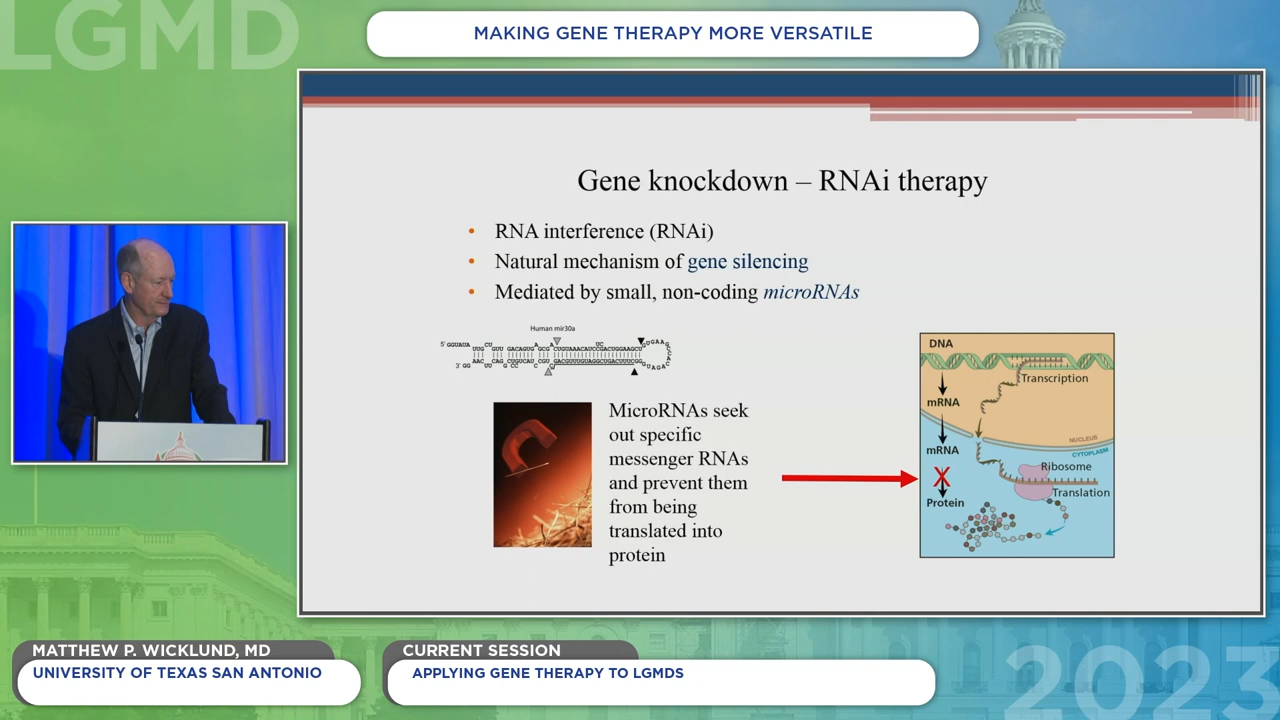 LGMD
MAKING GENE THERAPY MORE VERSATILE
Gene knockdown – RNAi therapy
• RNA interference (RNAi)
• Natural mechanism of gene silencing
• Mediated by small, non-coding microRNAs
Human mir30a
MicroRNAs seek
out specific
messenger RNAs
and prevent them
from being
translated into
protein
DNA
Transcription
mRNA
NUCLEUS
CYTOPLASM
mRNA
Ribosome
X
Translation
Protein
MATTHEW P. WICKLUND, MD
UNIVERSITY OF TEXAS SAN ANTONIO
CURRENT SESSION
APPLYING GENE THERAPY TO LGMDS
2023